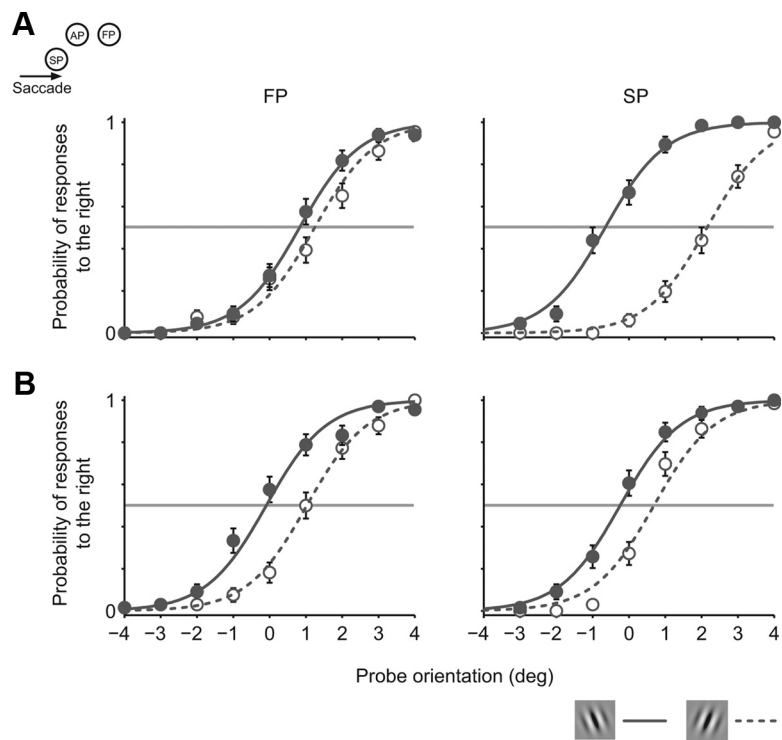 A
AP FP
SP
Saccade
FP SP
Probability of responses
to the right
1
0
B
Probability of responses
to the right
1
0
−4 −3 −2 −1 0 1 2 3 4
−4 −3 −2 −1 0 1 2 3 4
Probe orientation (deg)